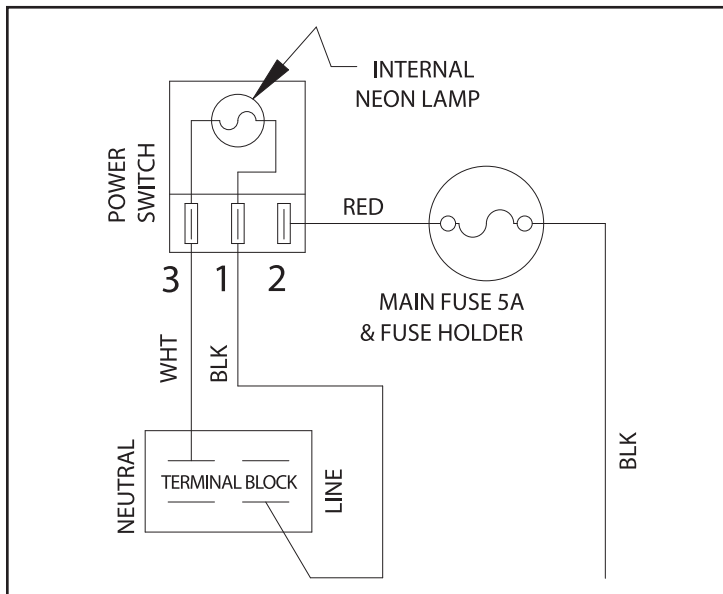 INTERNAL
NEON LAMP
POWER
SWITCH
RED
3 1 2
MAIN FUSE 5A
& FUSE HOLDER
WHT
BLK
BLK
NEUTRAL
TERMINAL BLOCK
LINE